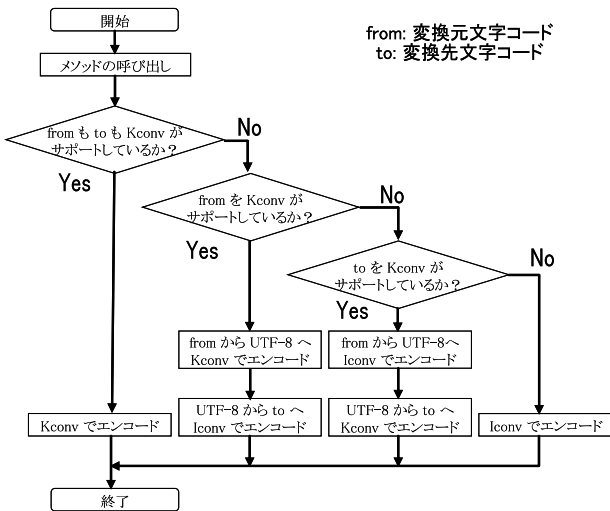 開始
from: 変換元文字コード
to: 変換先文字コード
メソッドの呼び出し
from も to も Kconv が
サポートしているか？
No
Yes
from を Kconv が
サポートしているか？
No
Yes
to を Kconv が
サポートしているか？
No
Yes
from から UTF-8 へ
Kconv でエンコード
from から UTF-8へ
Iconv でエンコード
Kconv でエンコード
UTF-8 から to へ
Iconv でエンコード
UTF-8 から to へ
Kconv でエンコード
Iconv でエンコード
終了